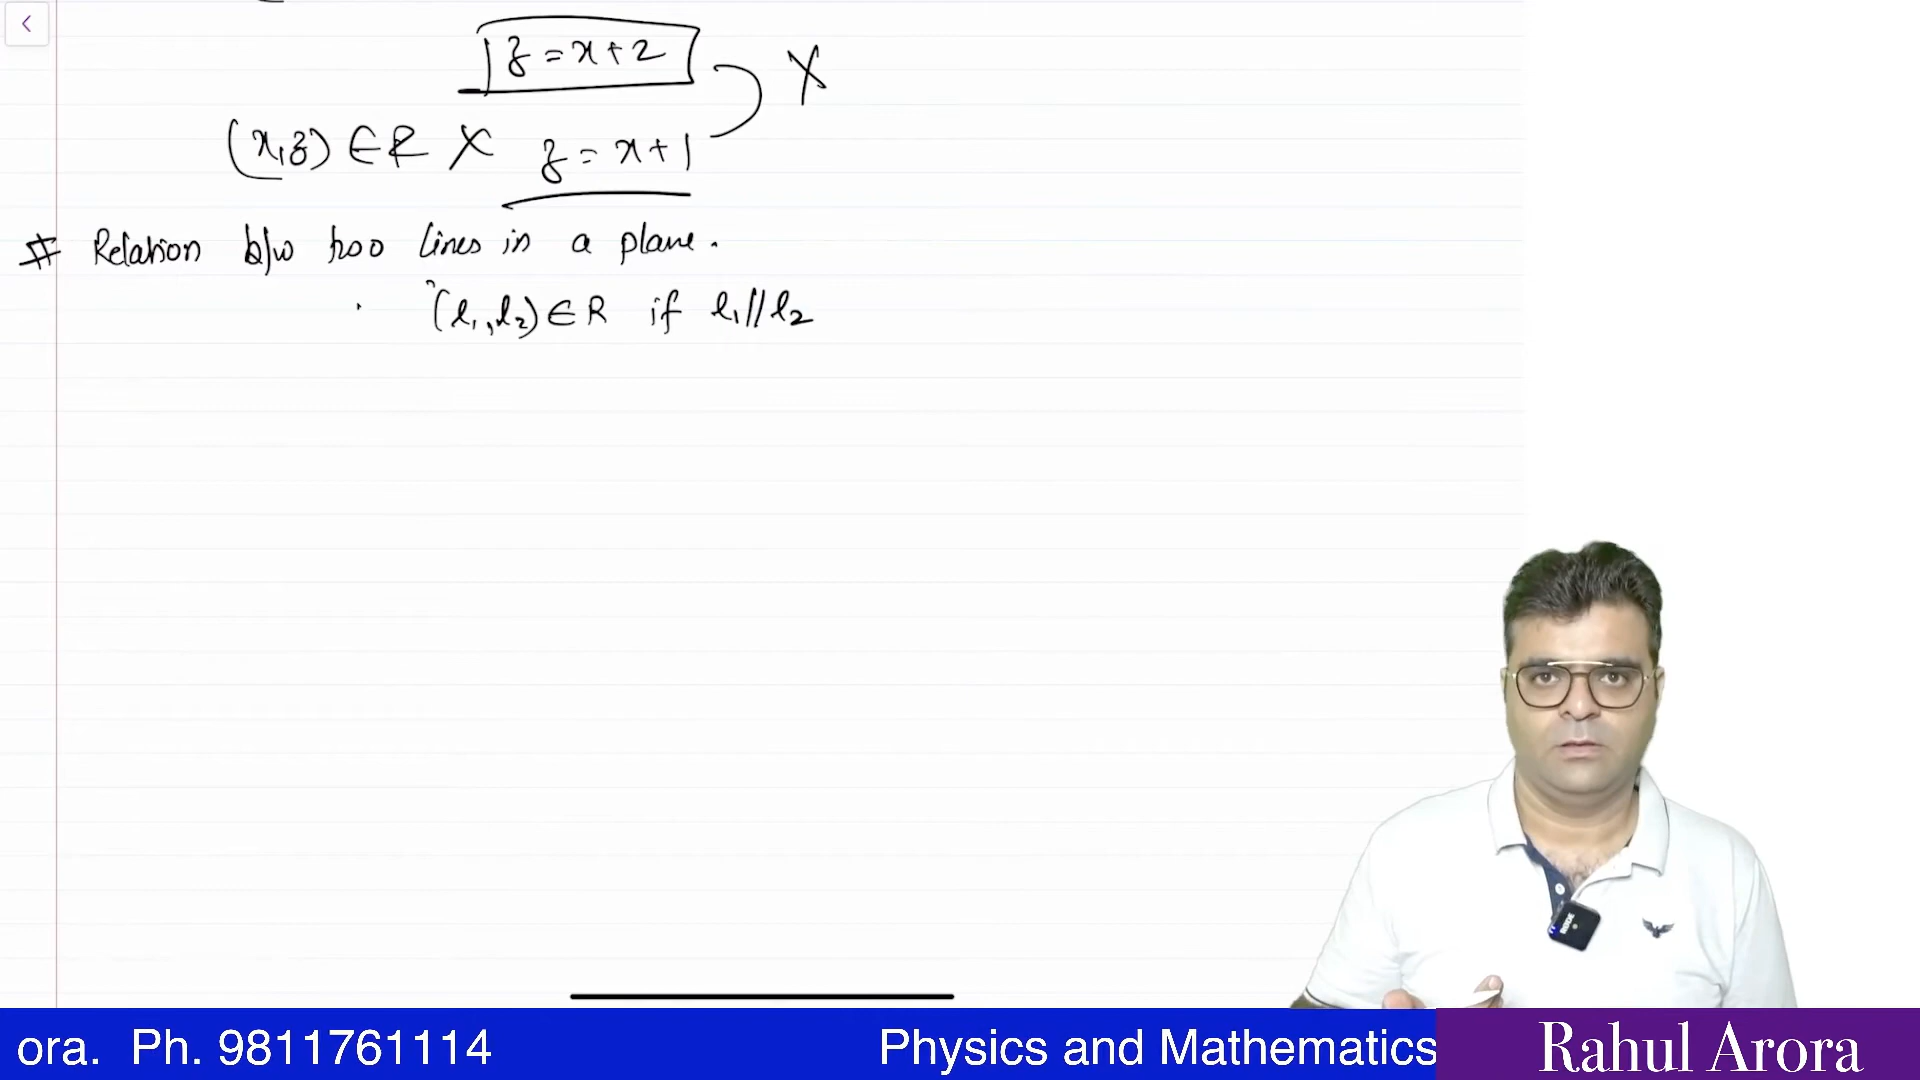 z = x + 2
X
(x,z) ∈ R X z = x + 1
# Relation b/w two lines in a plane.
(l₁, l₂) ∈ R if l₁ // l₂
ora. Ph. 9811761114 Physics and Mathematics
Rahul Arora